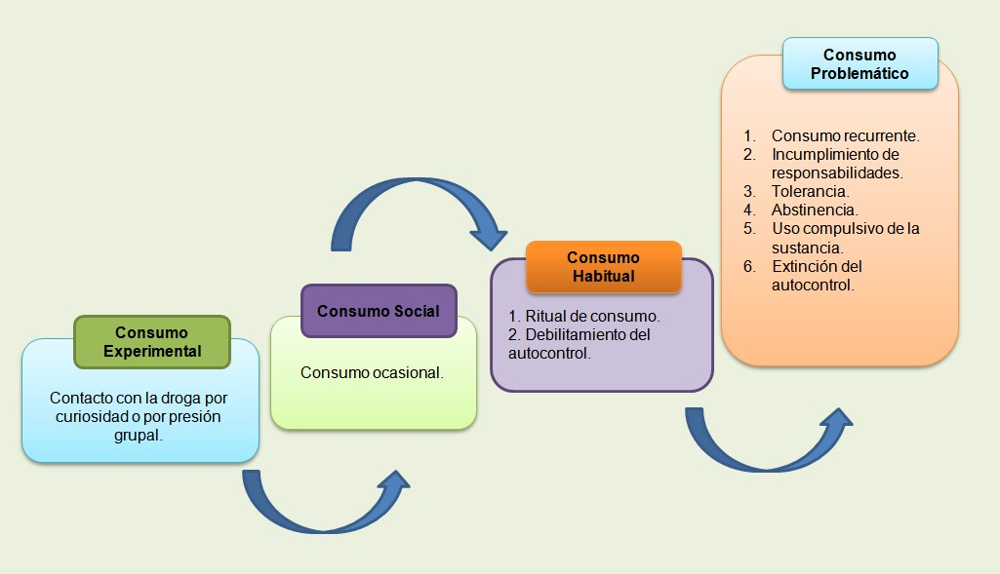 Consumo
Experimental
Contacto con la droga por
curiosidad o por presión
grupal.
Consumo Social
Consumo ocasional.
Consumo
Habitual
1. Ritual de consumo.
2. Debilitamiento del
autocontrol.
Consumo
Problemático
1. Consumo recurrente.
2. Incumplimiento de
responsabilidades.
3. Tolerancia.
4. Abstinencia.
5. Uso compulsivo de la
sustancia.
6. Extinción del
autocontrol.